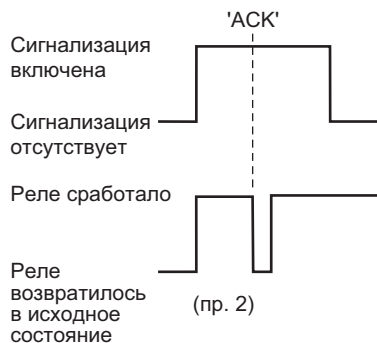 'ACK'
Сигнализация
включена
Сигнализация
отсутствует
Реле сработало
Реле
возвратилось
в исходное
состояние
(пр. 2)